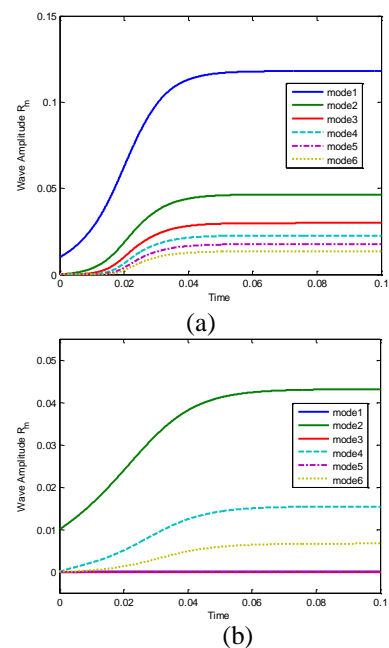 0.15
0.1
0.05
0
Wave Amplitude R_m
mode1
mode2
mode3
mode4
mode5
mode6
0 0.02 0.04 0.06 0.08 0.1
Time
(a)
0.05
0.04
0.03
0.02
0.01
0
Wave Amplitude R_m
mode1
mode2
mode3
mode4
mode5
mode6
0 0.02 0.04 0.06 0.08 0.1
Time
(b)